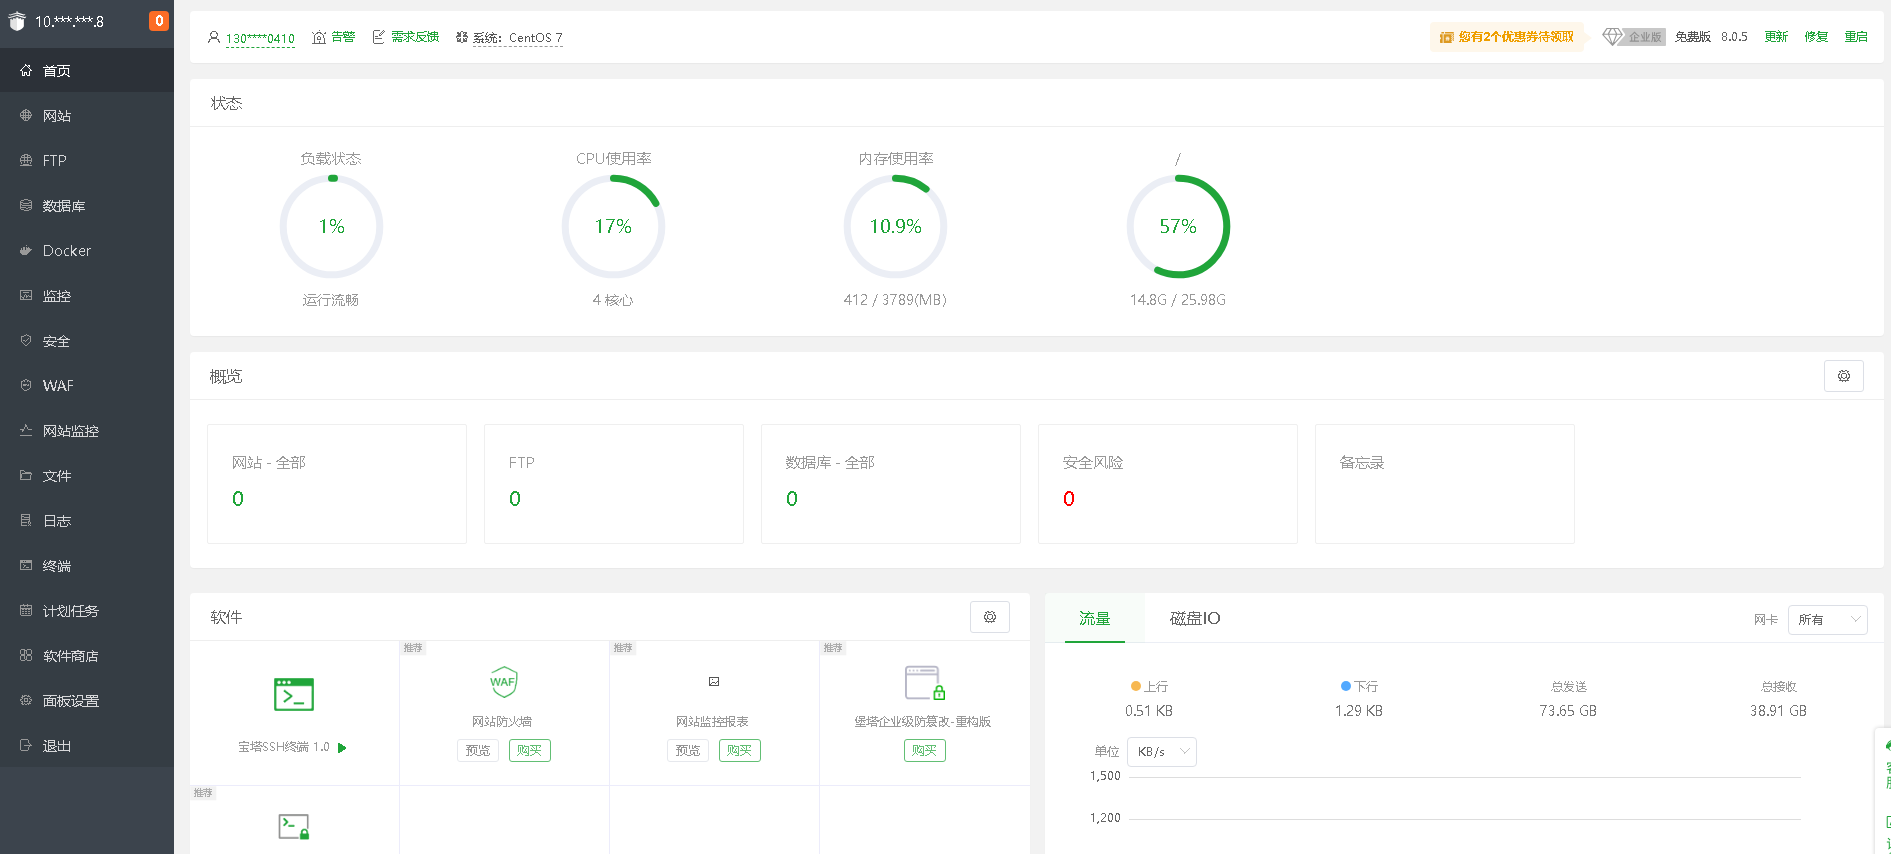 10.***.***.8
0
首页
网站
FTP
数据库
Docker
监控
安全
WAF
网站监控
文件
日志
终端
计划任务
软件商店
面板设置
退出
130****0410 告警 需求反馈 系统: CentOS 7
您有2个优惠券待领取 企业版 免费版 8.0.5 更新 修复 重启
状态
负载状态 CPU使用率 内存使用率 /
1% 17% 10.9% 57%
运行流畅 4 核心 412 / 3789(MB) 14.8G / 25.98G
概览
网站 - 全部 FTP 数据库 - 全部 安全风险 备忘录
0 0 0 0
软件
推荐 推荐 推荐
WAF
宝塔SSH终端 1.0 网站防火墙 网站监控报表 堡塔企业级防篡改-重构版
预览 购买 预览 购买 购买
推荐
流量 磁盘IO 网卡 所有
上行 下行 总发送 总接收
0.51 KB 1.29 KB 73.65 GB 38.91 GB
单位 KB/s
1,500
1,200